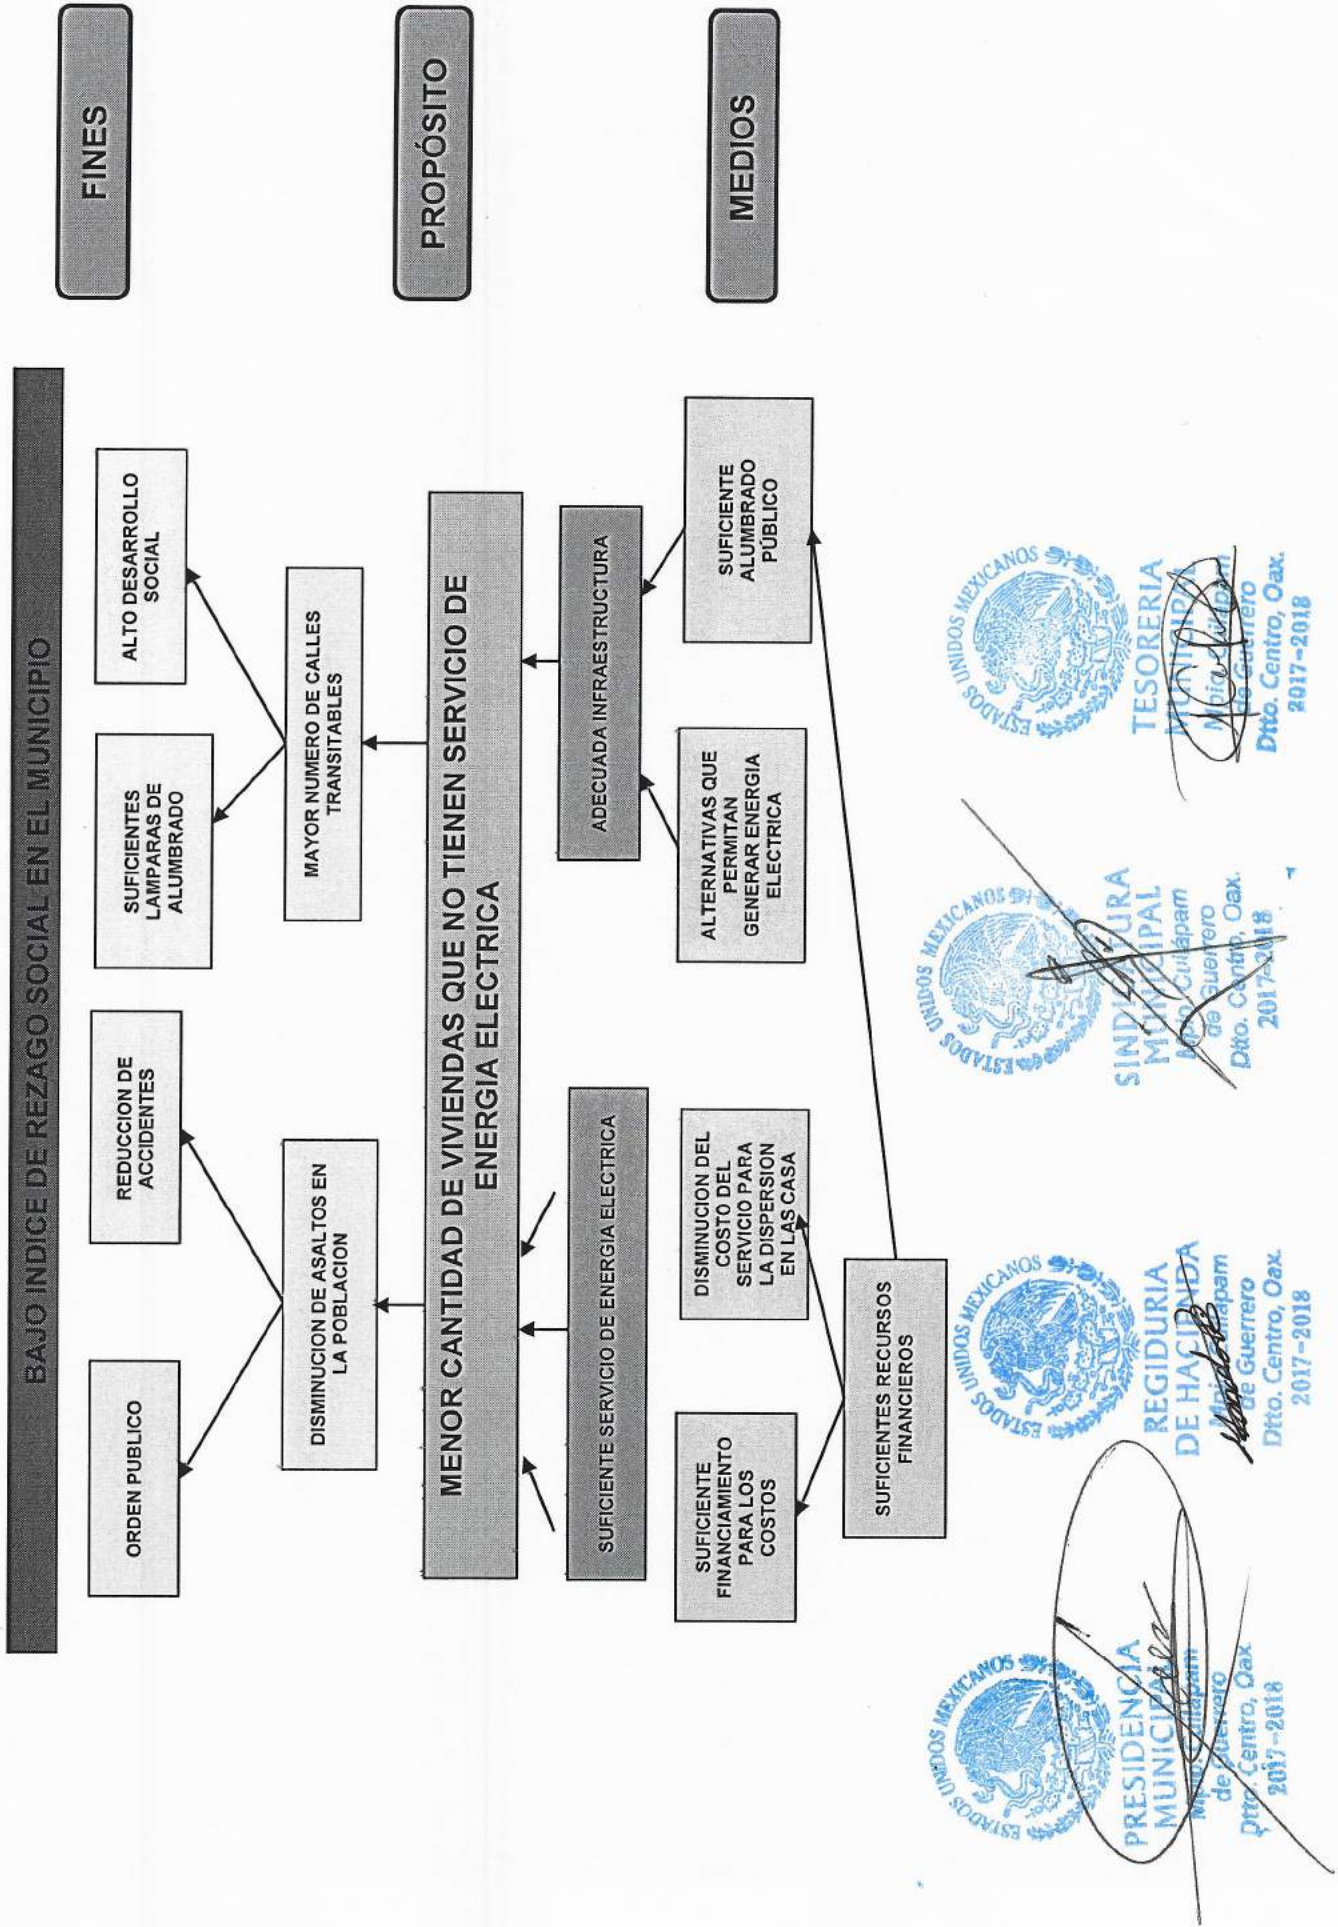 BAJO INDICE DE REZAGO SOCIAL EN EL MUNICIPIO
FINES
ORDEN PUBLICO
REDUCCION DE
ACCIDENTES
SUFICIENTES
LAMPARAS DE
ALUMBRADO
ALTO DESARROLLO
SOCIAL
DISMINUCION DE ASALTOS EN
LA POBLACION
MAYOR NUMERO DE CALLES
TRANSITABLES
MENOR CANTIDAD DE VIVIENDAS QUE NO TIENEN SERVICIO DE
ENERGIA ELECTRICA
PROPÓSITO
SUFICIENTE SERVICIO DE ENERGIA ELECTRICA
ADECUADA INFRAESTRUCTURA
SUFICIENTE
FINANCIAMIENTO
PARA LOS
COSTOS
DISMINUCION DEL
COSTO DEL
SERVICIO PARA
LA DISPERSION
EN LAS CASA
ALTERNATIVAS QUE
PERMITAN
GENERAR ENERGIA
ELECTRICA
SUFICIENTE
ALUMBRADO
PÚBLICO
MEDIOS
SUFICIENTES RECURSOS
FINANCIEROS
ESTADOS UNIDOS MEXICANOS
PRESIDENCIA
MUNICIPAL
de Guerrero
Dtto. Centro, Oax.
2017-2018
ESTADOS UNIDOS MEXICANOS
REGIDURIA
DE HACIENDA
de Guerrero
Dtto. Centro, Oax.
2017-2018
ESTADOS UNIDOS MEXICANOS
SINDICATURA
MUNICIPAL
Mpio. Cuilápam
de Guerrero
Dtto. Centro, Oax.
2017-2018
ESTADOS UNIDOS MEXICANOS
TESORERIA
MUNICIPAL
de Guerrero
Dtto. Centro, Oax.
2017-2018